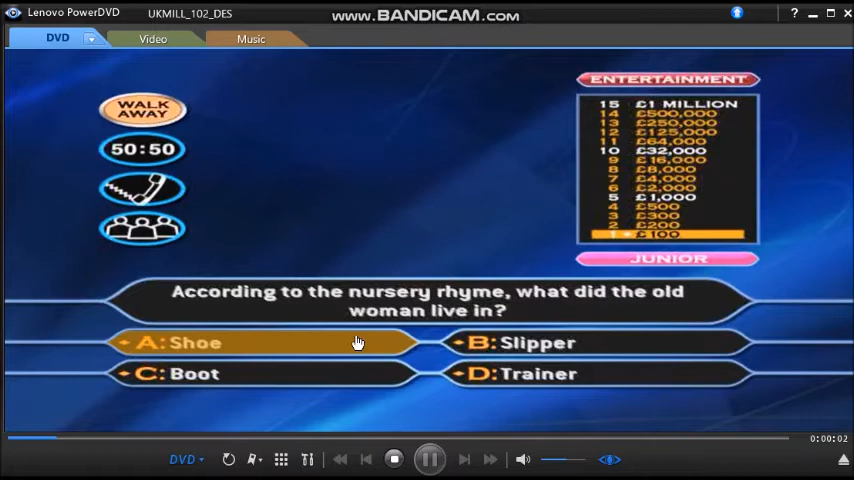 Lenovo PowerDVD
UKMILL_102_DES
www.BANDICAM.com
?
DVD
Video
Music
WALK AWAY
50:50
ENTERTAINMENT
15 £1 MILLION
14 £500,000
13 £250,000
12 £125,000
11 £64,000
10 £32,000
9 £16,000
8 £8,000
7 £4,000
6 £2,000
5 £1,000
4 £500
3 £300
2 £200
1 £100
JUNIOR
According to the nursery rhyme, what did the old
woman live in?
A: Shoe
B: Slipper
C: Boot
D: Trainer
0:00:02
DVD